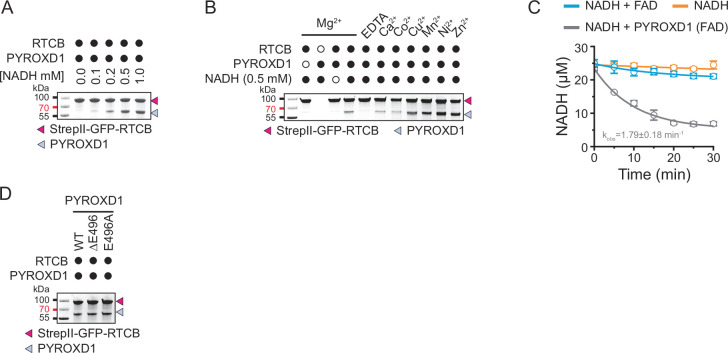 A
RTCB
PYROXD1
[NADH mM] 0.0 0.1 0.2 0.5 1.0
kDa
100
70
55
StrepII-GFP-RTCB
PYROXD1
B
Mg²⁺ EDTA Ca²⁺ Co²⁺ Cu²⁺ Mn²⁺ Ni²⁺ Zn²⁺
RTCB
PYROXD1
NADH (0.5 mM)
kDa
100
70
55
StrepII-GFP-RTCB PYROXD1
C
NADH + FAD NADH
NADH + PYROXD1 (FAD)
NADH (µM)
50
40
30
20
10
0
kobs=1.79±0.18 min⁻¹
0 10 20 30
Time (min)
D
PYROXD1
WT ΔE496 E496A
RTCB
PYROXD1
kDa
100
70
55
StrepII-GFP-RTCB
PYROXD1